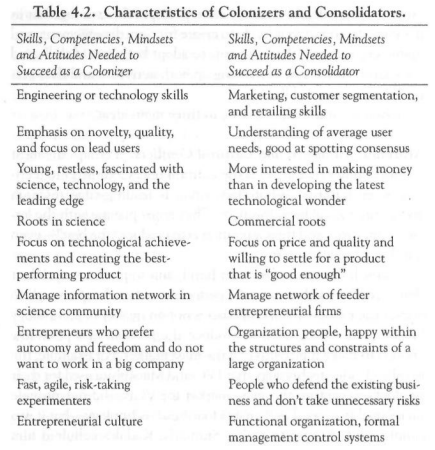 Table 4.2. Characteristics of Colonizers and Consolidators.
Skills, Competencies, Mindsets
and Attitudes Needed to
Succeed as a Colonizer
Skills, Competencies, Mindsets
and Attitudes Needed to
Succeed as a Consolidator
Engineering or technology skills
Marketing, customer segmentation,
and retailing skills
Emphasis on novelty, quality,
and focus on lead users
Understanding of average user
needs, good at spotting consensus
Young, restless, fascinated with
science, technology, and the
leading edge
More interested in making money
than in developing the latest
technological wonder
Roots in science
Commercial roots
Focus on technological achieve-
ments and creating the best-
performing product
Focus on price and quality and
willing to settle for a product
that is "good enough"
Manage information network in
science community
Manage network of feeder
entrepreneurial firms
Entrepreneurs who prefer
autonomy and freedom and do not
want to work in a big company
Organization people, happy within
the structures and constraints of a
large organization
Fast, agile, risk-taking
experimenters
People who defend the existing busi-
ness and don't take unnecessary risks
Entrepreneurial culture
Functional organization, formal
management control systems